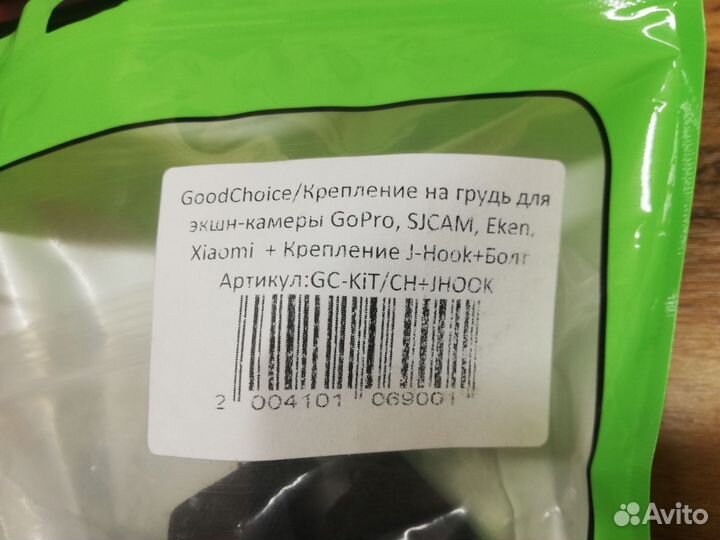 GoodChoice/Крепление на грудь для
экшн-камеры GoPro, SJCAM, Eken,
Xiaomi + Крепление J-Hook+Болт
Артикул:GC-KiT/CH+JHOOK
2 004101 069001
Avito